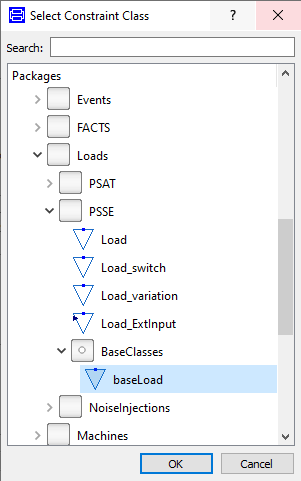 Select Constraint Class
Search:
Packages
Events
FACTS
Loads
PSAT
PSSE
Load
Load_switch
Load_variation
Load_ExtInput
BaseClasses
baseLoad
NoiseInjections
Machines
OK Cancel